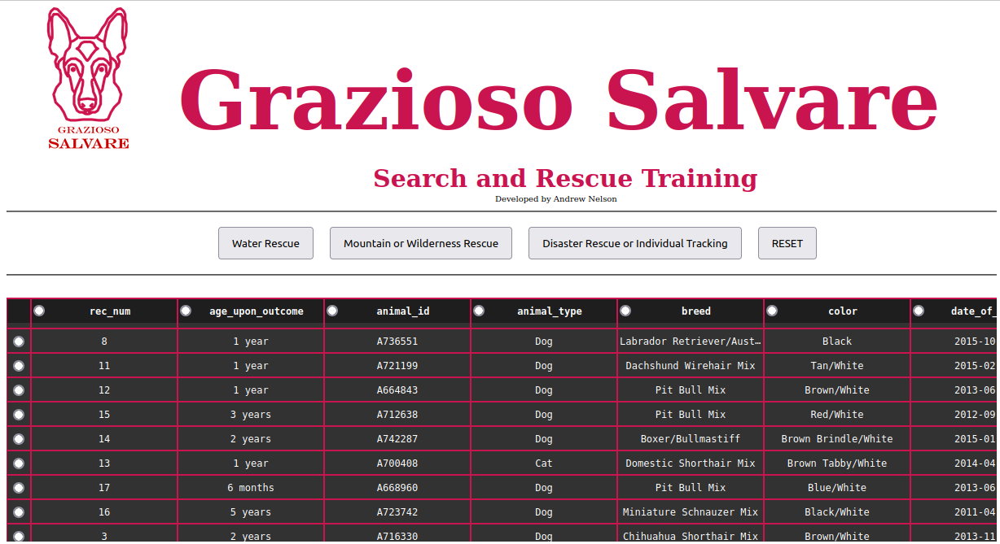 GRAZIOSO
SALVARE
Grazioso Salvare
Search and Rescue Training
Developed by Andrew Nelson
Water Rescue Mountain or Wilderness Rescue Disaster Rescue or Individual Tracking RESET
rec_num age_upon_outcome animal_id animal_type breed color date_of_
8 1 year A736551 Dog Labrador Retriever/Aust… Black 2015-10
11 1 year A721199 Dog Dachshund Wirehair Mix Tan/White 2015-02
12 1 year A664843 Dog Pit Bull Mix Brown/White 2013-06
15 3 years A712638 Dog Pit Bull Mix Red/White 2012-09
14 2 years A742287 Dog Boxer/Bullmastiff Brown Brindle/White 2015-01
13 1 year A700408 Cat Domestic Shorthair Mix Brown Tabby/White 2014-04
17 6 months A668960 Dog Pit Bull Mix Blue/White 2013-06
16 5 years A723742 Dog Miniature Schnauzer Mix Black/White 2011-04
3 2 years A716330 Dog Chihuahua Shorthair Mix Brown/White 2013-11